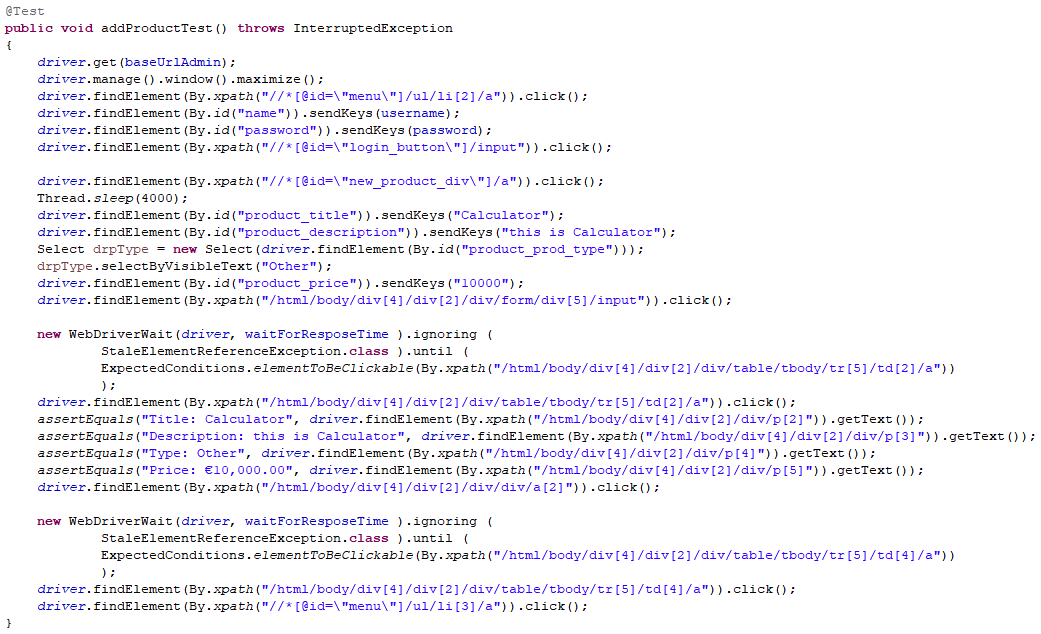 @Test
public void addProductTest() throws InterruptedException
{
    driver.get(baseUrlAdmin);
    driver.manage().window().maximize();
    driver.findElement(By.xpath("//*[@id=\"menu\"]/ul/li[2]/a")).click();
    driver.findElement(By.id("name")).sendKeys(username);
    driver.findElement(By.id("password")).sendKeys(password);
    driver.findElement(By.xpath("//*[@id=\"login_button\"]/input")).click();

    driver.findElement(By.xpath("//*[@id=\"new_product_div\"]/a")).click();
    Thread.sleep(4000);
    driver.findElement(By.id("product_title")).sendKeys("Calculator");
    driver.findElement(By.id("product_description")).sendKeys("this is Calculator");
    Select drpType = new Select(driver.findElement(By.id("product_prod_type")));
    drpType.selectByVisibleText("Other");
    driver.findElement(By.id("product_price")).sendKeys("10000");
    driver.findElement(By.xpath("/html/body/div[4]/div[2]/div/form/div[5]/input")).click();

    new WebDriverWait(driver, waitForResposeTime ).ignoring (
            StaleElementReferenceException.class ).until (
            ExpectedConditions.elementToBeClickable(By.xpath("/html/body/div[4]/div[2]/div/table/tbody/tr[5]/td[2]/a"))
            );
    driver.findElement(By.xpath("/html/body/div[4]/div[2]/div/table/tbody/tr[5]/td[2]/a")).click();
    assertEquals("Title: Calculator", driver.findElement(By.xpath("/html/body/div[4]/div[2]/div/p[2]")).getText());
    assertEquals("Description: this is Calculator", driver.findElement(By.xpath("/html/body/div[4]/div[2]/div/p[3]")).getText());
    assertEquals("Type: Other", driver.findElement(By.xpath("/html/body/div[4]/div[2]/div/p[4]")).getText());
    assertEquals("Price: €10,000.00", driver.findElement(By.xpath("/html/body/div[4]/div[2]/div/p[5]")).getText());
    driver.findElement(By.xpath("/html/body/div[4]/div[2]/div/div/a[2]")).click();

    new WebDriverWait(driver, waitForResposeTime ).ignoring (
            StaleElementReferenceException.class ).until (
            ExpectedConditions.elementToBeClickable(By.xpath("/html/body/div[4]/div[2]/div/table/tbody/tr[5]/td[4]/a"))
            );
    driver.findElement(By.xpath("/html/body/div[4]/div[2]/div/table/tbody/tr[5]/td[4]/a")).click();
    driver.findElement(By.xpath("//*[@id=\"menu\"]/ul/li[3]/a")).click();
}